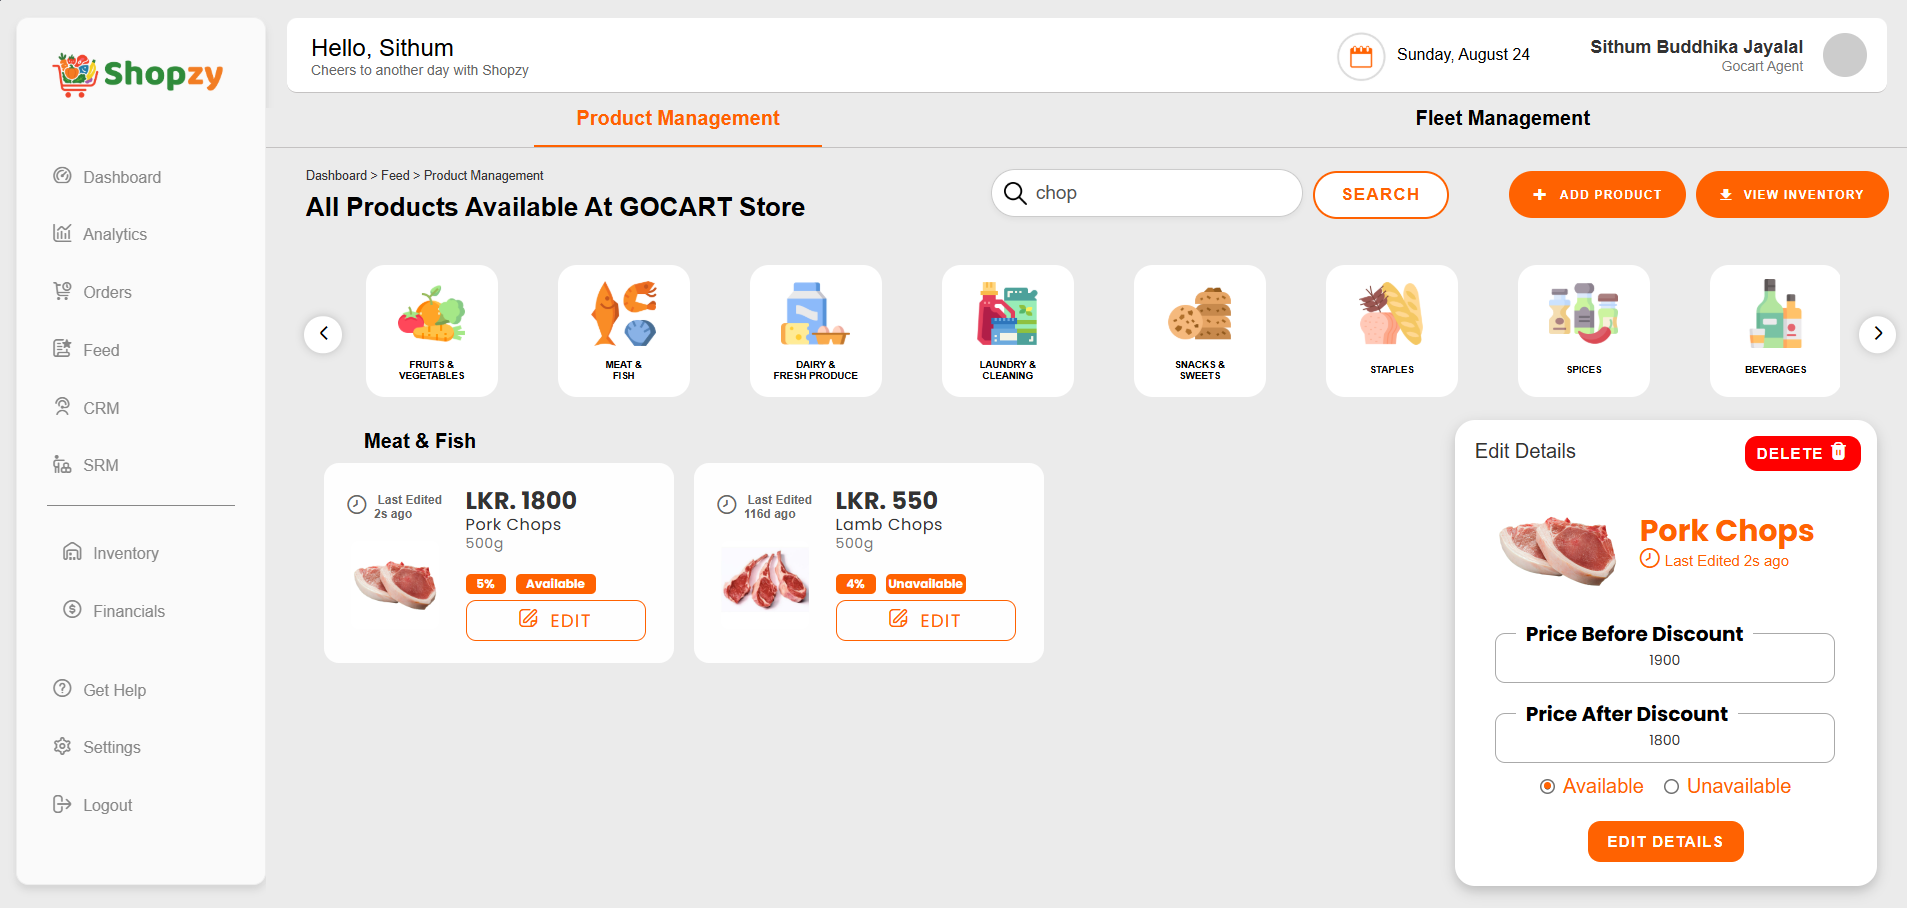 Shopzy
Dashboard
Analytics
Orders
Feed
CRM
SRM
Inventory
Financials
Get Help
Settings
Logout
Hello, Sithum
Cheers to another day with Shopzy
Sunday, August 24
Sithum Buddhika Jayalal
Gocart Agent
Product Management
Fleet Management
Dashboard > Feed > Product Management
All Products Available At GOCART Store
chop
SEARCH
+ ADD PRODUCT
VIEW INVENTORY
FRUITS &
VEGETABLES
MEAT &
FISH
DAIRY &
FRESH PRODUCE
LAUNDRY &
CLEANING
SNACKS &
SWEETS
STAPLES
SPICES
BEVERAGES
Meat & Fish
Last Edited
2s ago
LKR. 1800
Pork Chops
500g
5%
Available
EDIT
Last Edited
116d ago
LKR. 550
Lamb Chops
500g
4%
Unavailable
EDIT
Edit Details
DELETE
Pork Chops
Last Edited 2s ago
Price Before Discount
1900
Price After Discount
1800
Available
Unavailable
EDIT DETAILS